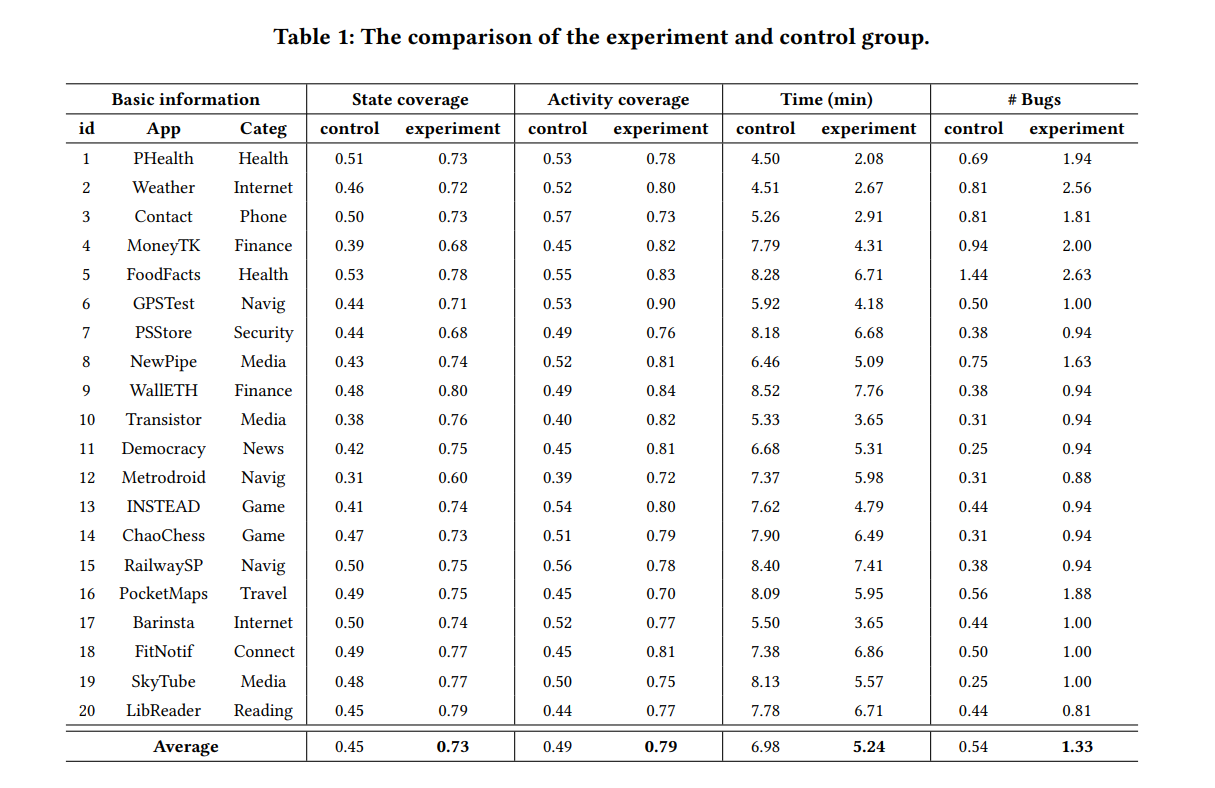 Table 1: The comparison of the experiment and control group.
Basic information State coverage Activity coverage Time (min) # Bugs
id App Categ control experiment control experiment control experiment control experiment
1 PHealth Health 0.51 0.73 0.53 0.78 4.50 2.08 0.69 1.94
2 Weather Internet 0.46 0.72 0.52 0.80 4.51 2.67 0.81 2.56
3 Contact Phone 0.50 0.73 0.57 0.73 5.26 2.91 0.81 1.81
4 MoneyTK Finance 0.39 0.68 0.45 0.82 7.79 4.31 0.94 2.00
5 FoodFacts Health 0.53 0.78 0.55 0.83 8.28 6.71 1.44 2.63
6 GPSTest Navig 0.44 0.71 0.53 0.90 5.92 4.18 0.50 1.00
7 PSStore Security 0.44 0.68 0.49 0.76 8.18 6.68 0.38 0.94
8 NewPipe Media 0.43 0.74 0.52 0.81 6.46 5.09 0.75 1.63
9 WallETH Finance 0.48 0.80 0.49 0.84 8.52 7.76 0.38 0.94
10 Transistor Media 0.38 0.76 0.40 0.82 5.33 3.65 0.31 0.94
11 Democracy News 0.42 0.75 0.45 0.81 6.68 5.31 0.25 0.94
12 Metrodroid Navig 0.31 0.60 0.39 0.72 7.37 5.98 0.31 0.88
13 INSTEAD Game 0.41 0.74 0.54 0.80 7.62 4.79 0.44 0.94
14 ChaoChess Game 0.47 0.73 0.51 0.79 7.90 6.49 0.31 0.94
15 RailwaySP Navig 0.50 0.75 0.56 0.78 8.40 7.41 0.38 0.94
16 PocketMaps Travel 0.49 0.75 0.45 0.70 8.09 5.95 0.56 1.88
17 Barinsta Internet 0.50 0.74 0.52 0.77 5.50 3.65 0.44 1.00
18 FitNotif Connect 0.49 0.77 0.45 0.81 7.38 6.86 0.50 1.00
19 SkyTube Media 0.48 0.77 0.50 0.75 8.13 5.57 0.25 1.00
20 LibReader Reading 0.45 0.79 0.44 0.77 7.78 6.71 0.44 0.81
Average 0.45 0.73 0.49 0.79 6.98 5.24 0.54 1.33